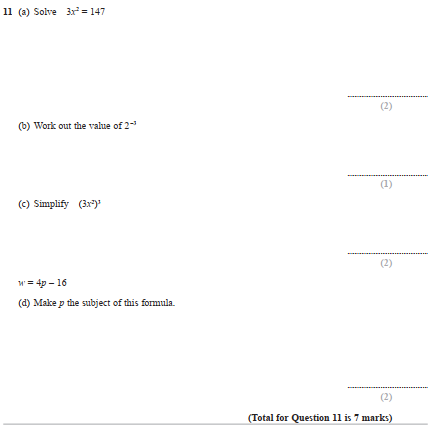 11 (a) Solve 3x² = 147
(2)
(b) Work out the value of 2⁻³
(1)
(c) Simplify (3x²)³
(2)
w = 4p – 16
(d) Make p the subject of this formula.
(2)
(Total for Question 11 is 7 marks)